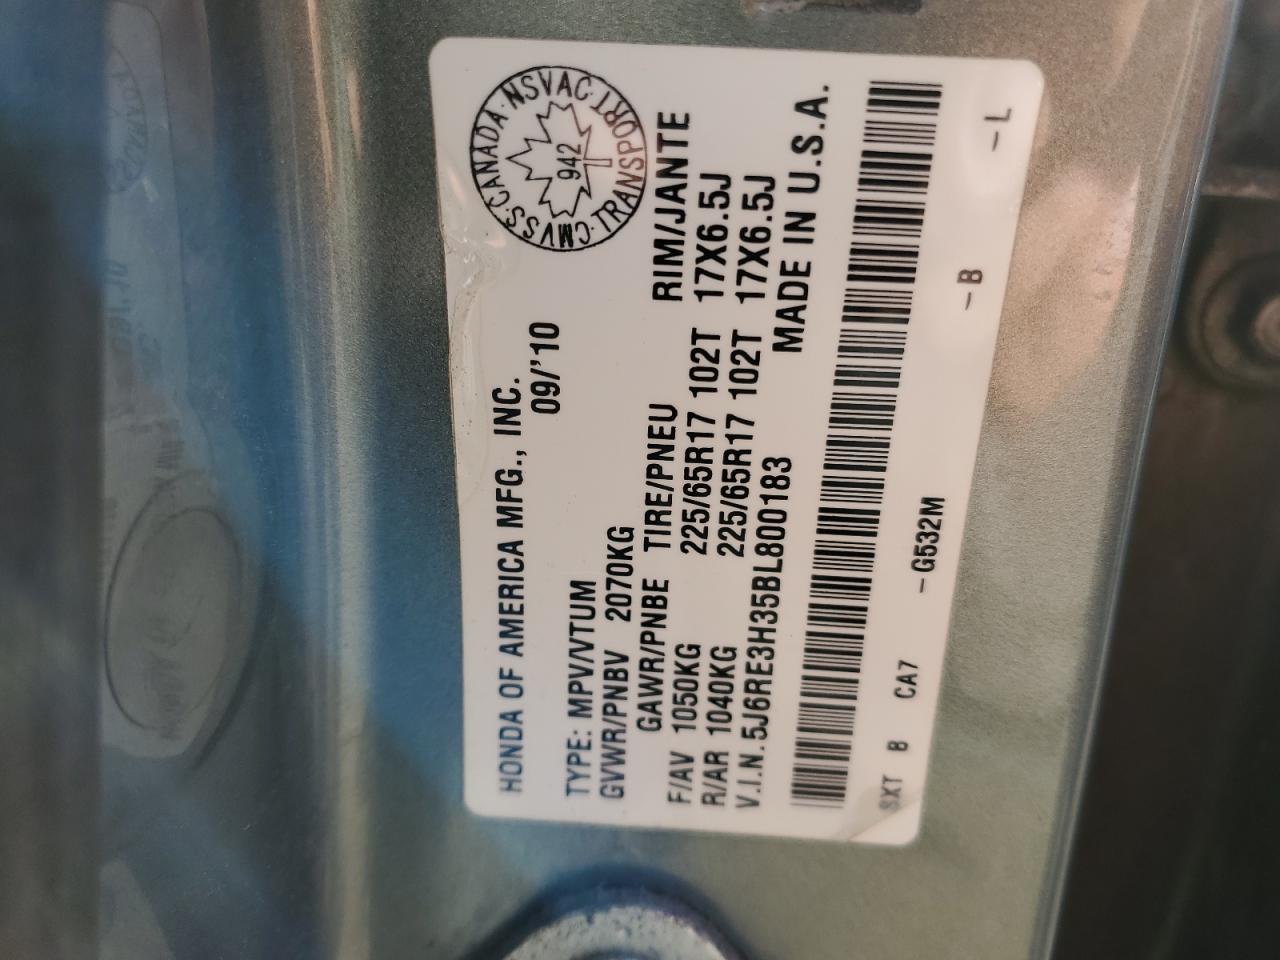 HONDA OF AMERICA MFG., INC.
09/'10
CMVSS·CANADA·NSVAC·TRANSPORT·
942
TYPE: MPV/VTUM
GVWR/PNBV 2070KG
GAWR/PNBE TIRE/PNEU RIM/JANTE
F/AV 1050KG 225/65R17 102T 17X6.5J
R/AR 1040KG 225/65R17 102T 17X6.5J
V.I.N.5J6RE3H35BL800183 MADE IN U.S.A.
SXT B CA7 -G532M -B -L